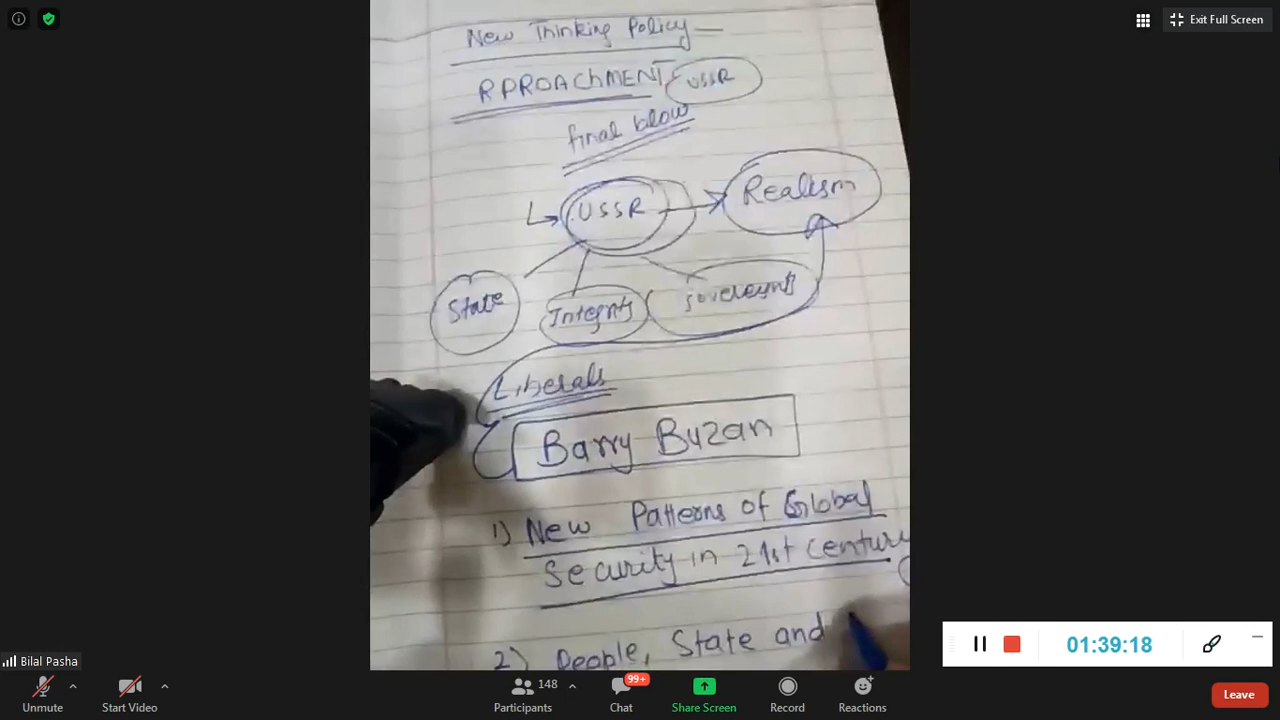 Exit Full Screen
New Thinking Policy —
RPROACHMENT USSR
final blow
USSR → Realism
State Integrity
Liberals
Barry Buzan
1) New Patterns of Global
Security in 21st century
2) People, State and
01:39:18
Bilal Pasha
Unmute Start Video 148 Participants 99+ Chat Share Screen Record Reactions Leave